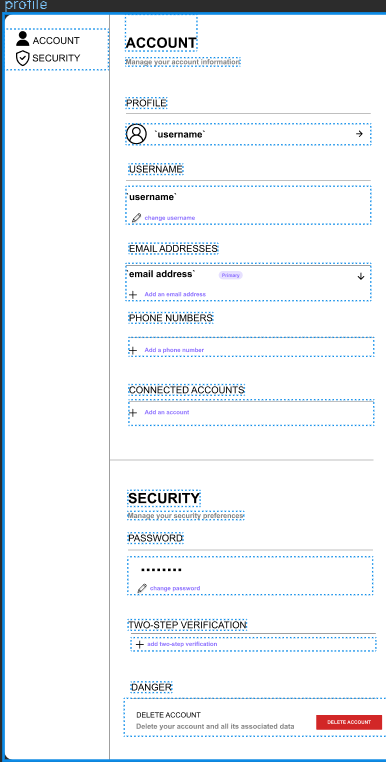 profile
ACCOUNT
SECURITY
ACCOUNT
Manage your account information
PROFILE
`username`
USERNAME
username`
change username
EMAIL ADDRESSES
email address`
Privacy
Add an email address
PHONE NUMBERS
Add a phone number
CONNECTED ACCOUNTS
Add an account
SECURITY
Manage your security preferences
PASSWORD
change password
TWO-STEP VERIFICATION
add two-step verification
DANGER
DELETE ACCOUNT
Delete your account and all its associated data
DELETE ACCOUNT